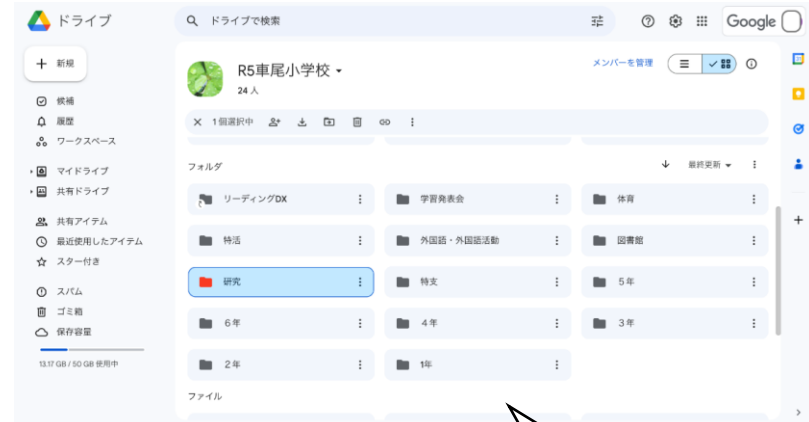 ドライブ
ドライブで検索
Google
新規
R5車尾小学校
24 人
メンバーを管理
候補
履歴
ワークスペース
1 個選択中
マイドライブ
共有ドライブ
フォルダ
最終更新
リーディングDX
学習発表会
体育
共有アイテム
最近使用したアイテム
スター付き
特活
外国語・外国語活動
図書館
研究
特支
5年
スパム
ゴミ箱
保存容量
6年
4年
3年
13.17 GB / 50 GB 使用中
2年
1年
ファイル